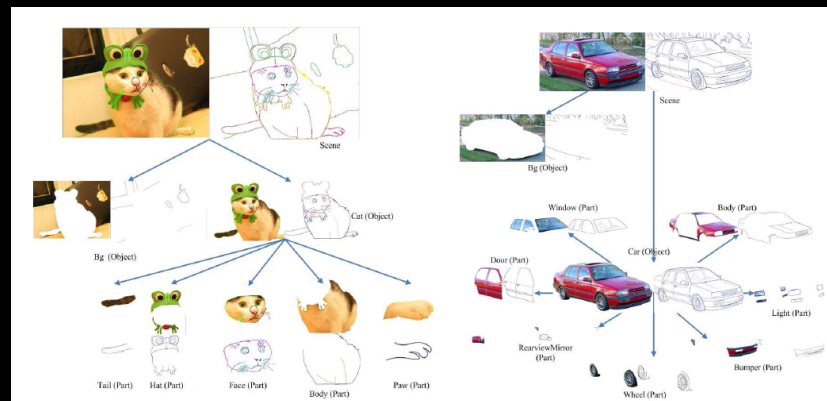 Scene
Bg (Object)
Cat (Object)
Tail (Part)
Hat (Part)
Face (Part)
Body (Part)
Paw (Part)
Scene
Bg (Object)
Window (Part)
Body (Part)
Car (Object)
Door (Part)
Light (Part)
RearviewMirror
(Part)
Bumper (Part)
Wheel (Part)